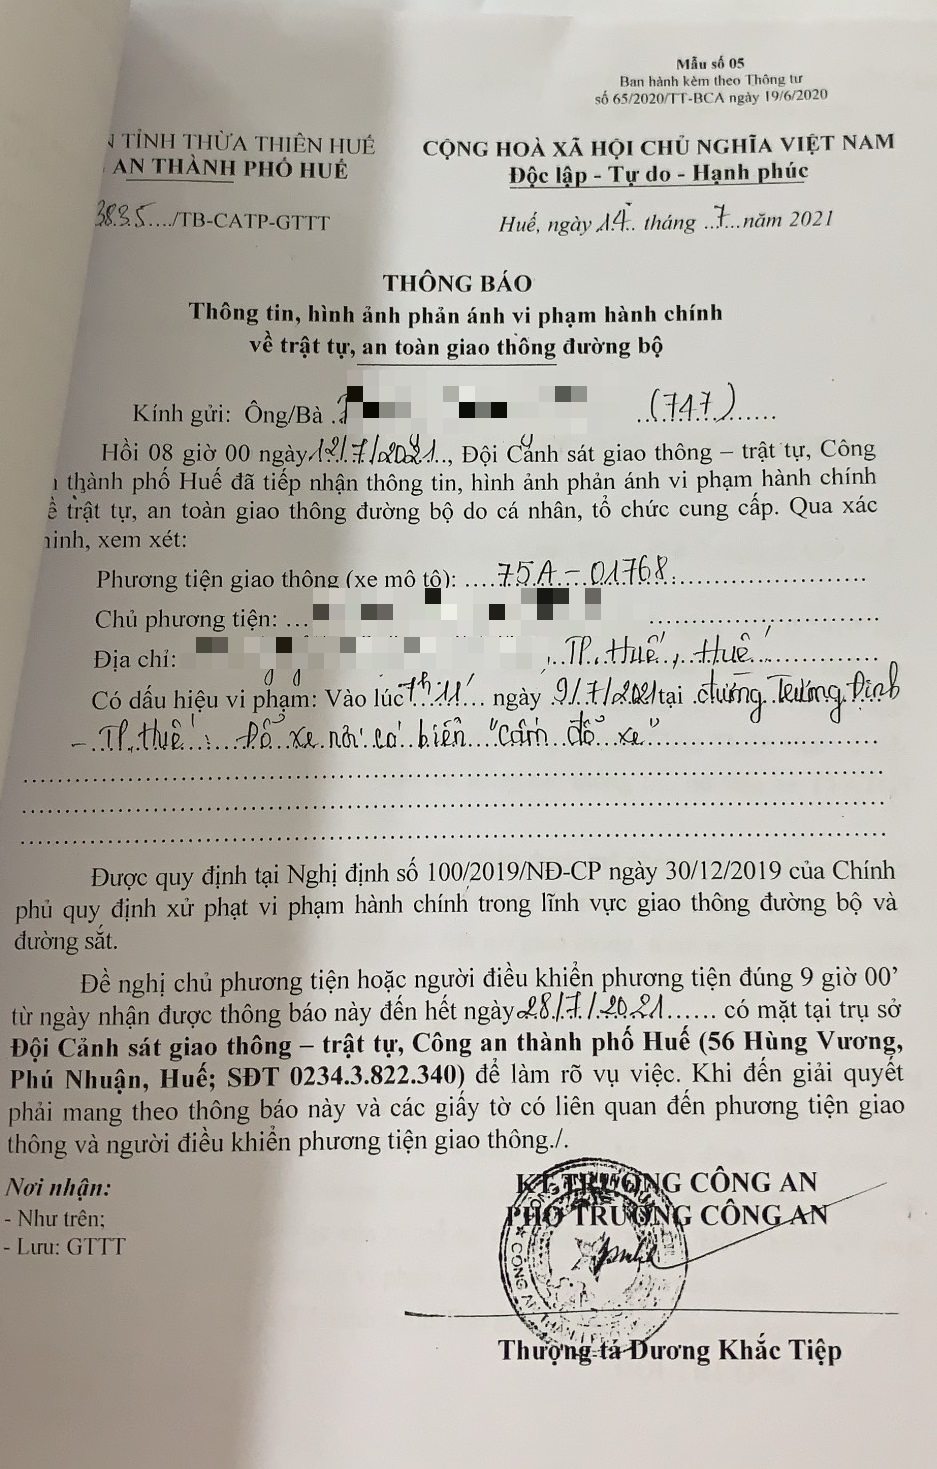 Mẫu số 05
Ban hành kèm theo Thông tư
số 65/2020/TT-BCA ngày 19/6/2020
TỈNH THỪA THIÊN HUẾ
AN THÀNH PHỐ HUẾ
CỘNG HOÀ XÃ HỘI CHỦ NGHĨA VIỆT NAM
Độc lập - Tự do - Hạnh phúc
3835..../TB-CATP-GTTT
Huế, ngày 14.. tháng ..7...năm 2021
THÔNG BÁO
Thông tin, hình ảnh phản ánh vi phạm hành chính
về trật tự, an toàn giao thông đường bộ
Kính gửi: Ông/Bà (747)
Hồi 08 giờ 00 ngày 12/7/2021.., Đội Cảnh sát giao thông – trật tự, Công
thành phố Huế đã tiếp nhận thông tin, hình ảnh phản ánh vi phạm hành chính
ề trật tự, an toàn giao thông đường bộ do cá nhân, tổ chức cung cấp. Qua xác
minh, xem xét:
Phương tiện giao thông (xe mô tô): ....75A – 01768
Chủ phương tiện: ...
Địa chỉ: , TP. Huế, Huế
Có dấu hiệu vi phạm: Vào lúc 7h 11' ngày 9/7/2021 tại đường Trương Định
- TP. Huế : Đỗ xe nơi có biển "Cấm đỗ xe"
Được quy định tại Nghị định số 100/2019/NĐ-CP ngày 30/12/2019 của Chính
phủ quy định xử phạt vi phạm hành chính trong lĩnh vực giao thông đường bộ và
đường sắt.
Đề nghị chủ phương tiện hoặc người điều khiển phương tiện đúng 9 giờ 00'
từ ngày nhận được thông báo này đến hết ngày 28/7/2021...... có mặt tại trụ sở
Đội Cảnh sát giao thông – trật tự, Công an thành phố Huế (56 Hùng Vương,
Phú Nhuận, Huế; SĐT 0234.3.822.340) để làm rõ vụ việc. Khi đến giải quyết
phải mang theo thông báo này và các giấy tờ có liên quan đến phương tiện giao
thông và người điều khiển phương tiện giao thông./.
Nơi nhận:
- Như trên;
- Lưu: GTTT
KT.TRƯỞNG CÔNG AN
PHÓ TRƯỞNG CÔNG AN
Thượng tá Dương Khắc Tiệp